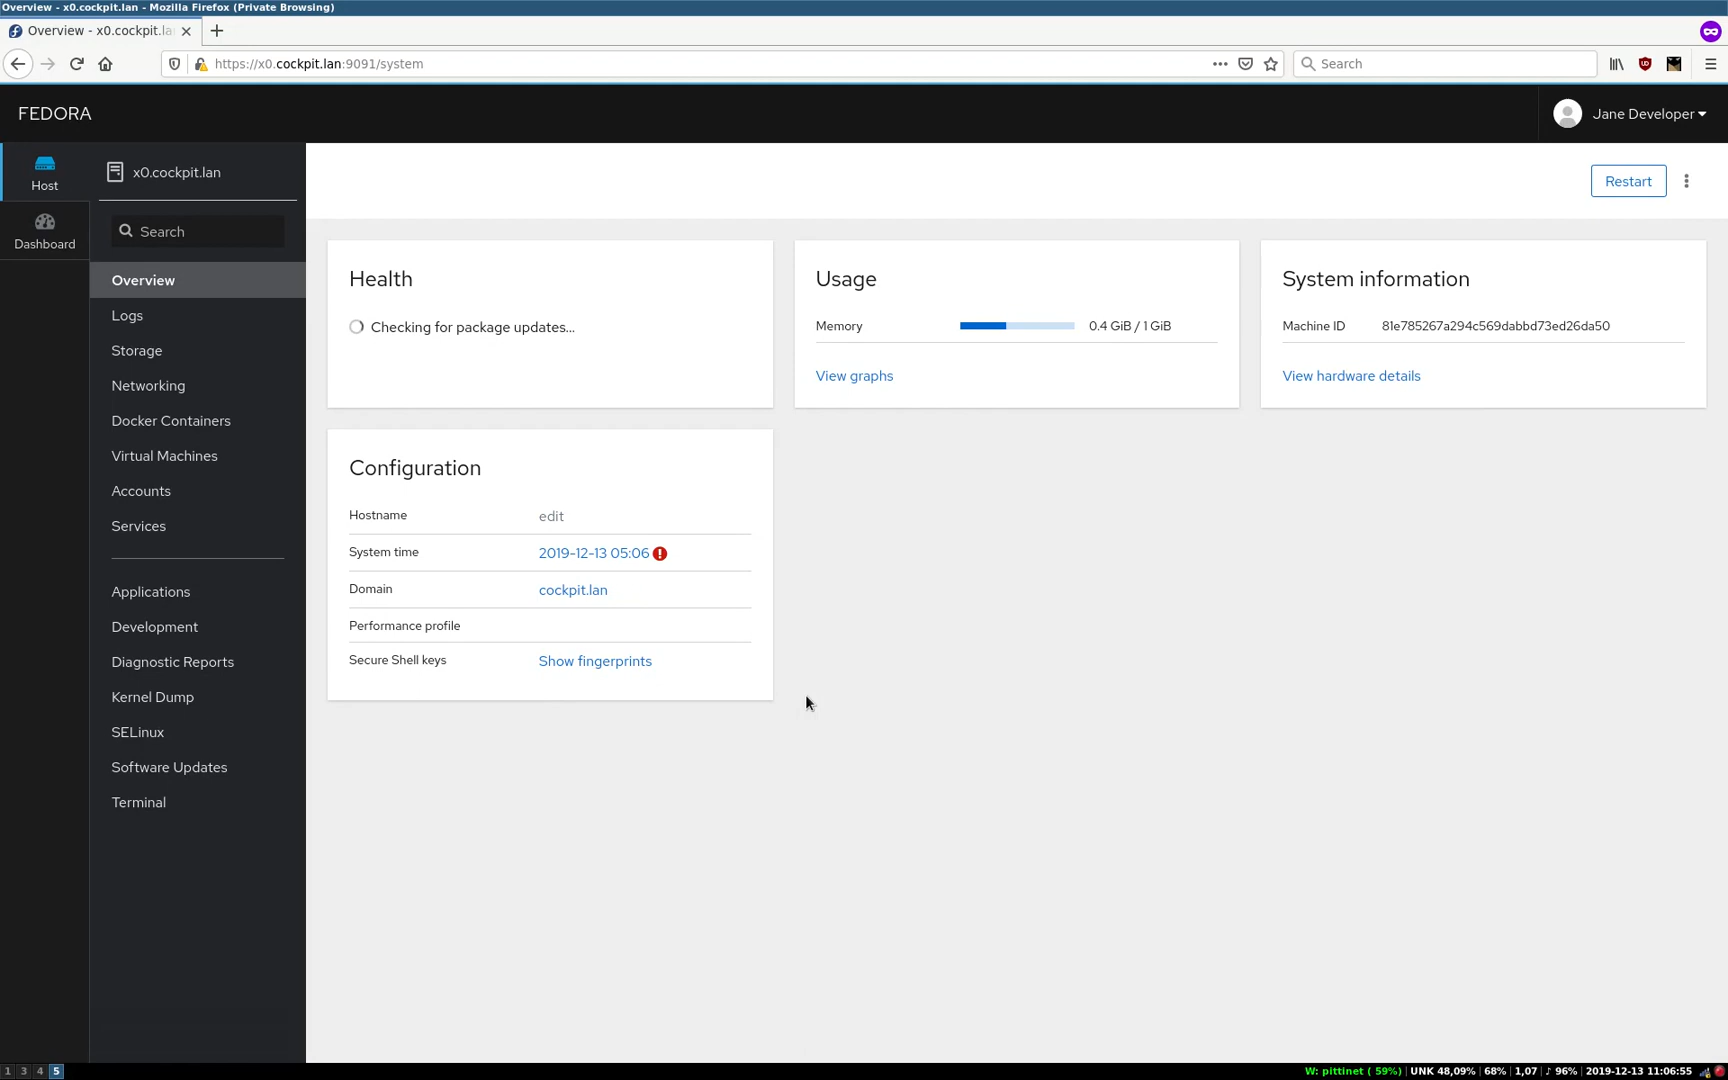 Overview - x0.cockpit.lan - Mozilla Firefox (Private Browsing)
Overview - x0.cockpit.la
https://x0.cockpit.lan:9091/system
Search
FEDORA
Jane Developer
Host
Dashboard
x0.cockpit.lan
Search
Overview
Logs
Storage
Networking
Docker Containers
Virtual Machines
Accounts
Services
Applications
Development
Diagnostic Reports
Kernel Dump
SELinux
Software Updates
Terminal
Restart
Health
Checking for package updates...
Usage
Memory 0.4 GiB / 1 GiB
View graphs
System information
Machine ID 81e785267a294c569dabbd73ed26da50
View hardware details
Configuration
Hostname edit
System time 2019-12-13 05:06
Domain cockpit.lan
Performance profile
Secure Shell keys Show fingerprints
1 3 4 5
W: pittinet ( 59%) UNK 48,09% 68% 1,07 ♪ 96% 2019-12-13 11:06:55